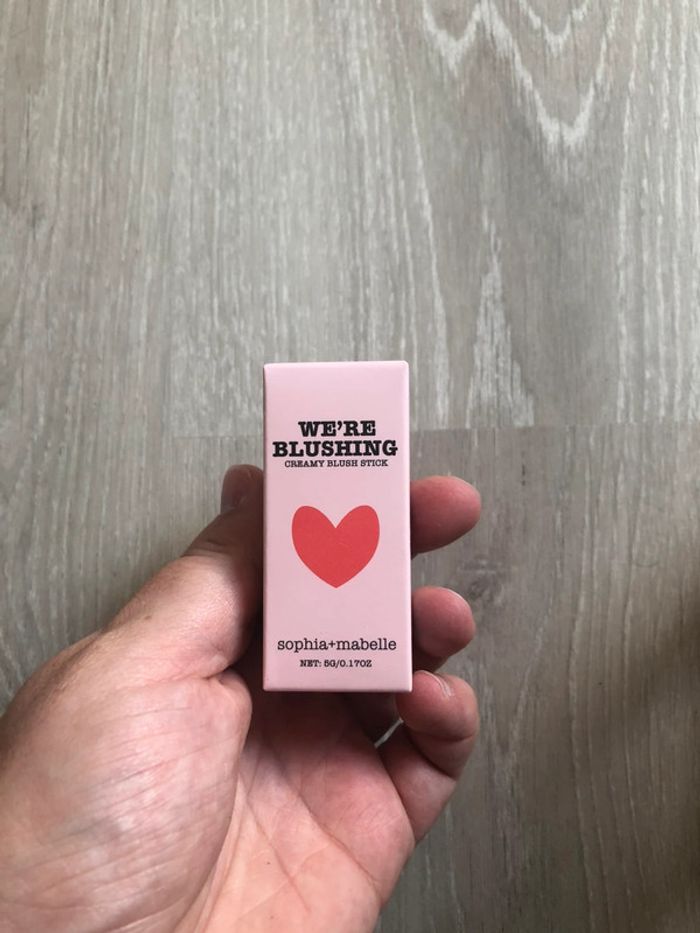 WE'RE
BLUSHING
CREAMY BLUSH STICK
sophia+mabelle
NET: 5G/0.17OZ